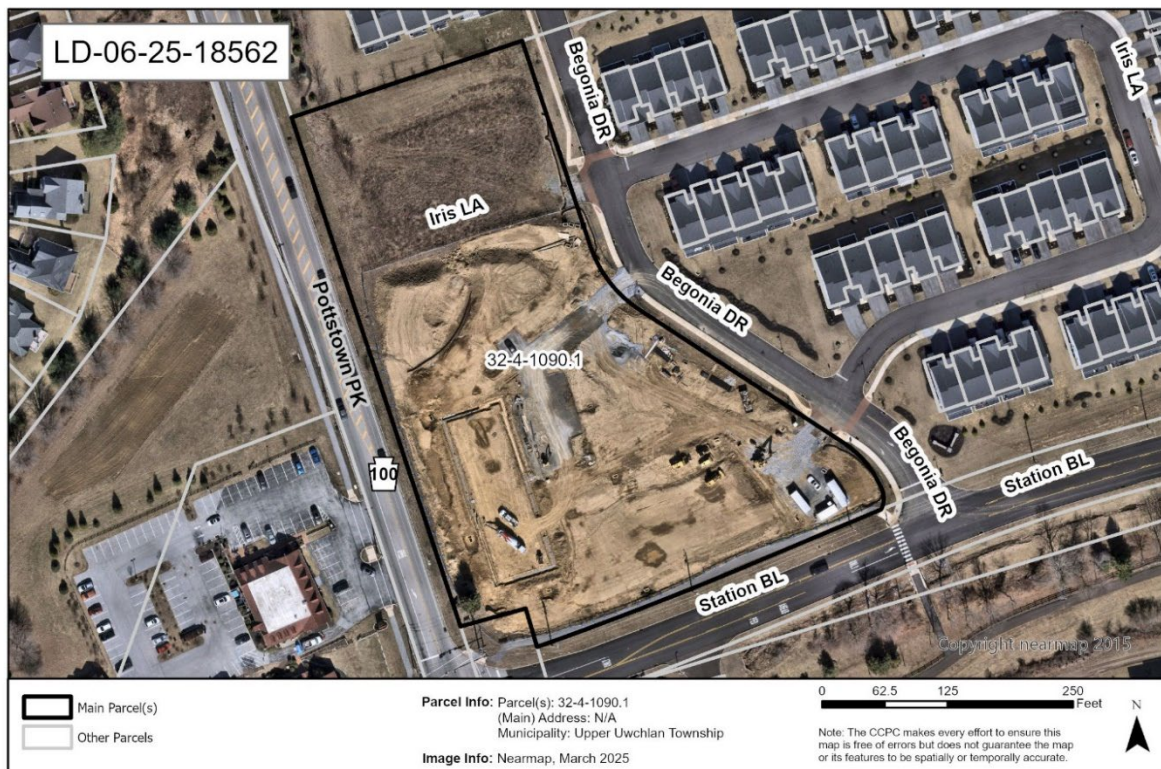 LD-06-25-18562
Begonia DR
Iris LA
Iris LA
Pottstown PK
Begonia DR
32-4-1090.1
100
Begonia DR
Station BL
Station BL
Copyright nearmap 2015
Main Parcel(s)
Other Parcels
Parcel Info: Parcel(s): 32-4-1090.1
(Main) Address: N/A
Municipality: Upper Uwchlan Township
Image Info: Nearmap, March 2025
0 62.5 125 250
Feet
Note: The CCPC makes every effort to ensure this
map is free of errors but does not guarantee the map
or its features to be spatially or temporally accurate.
N